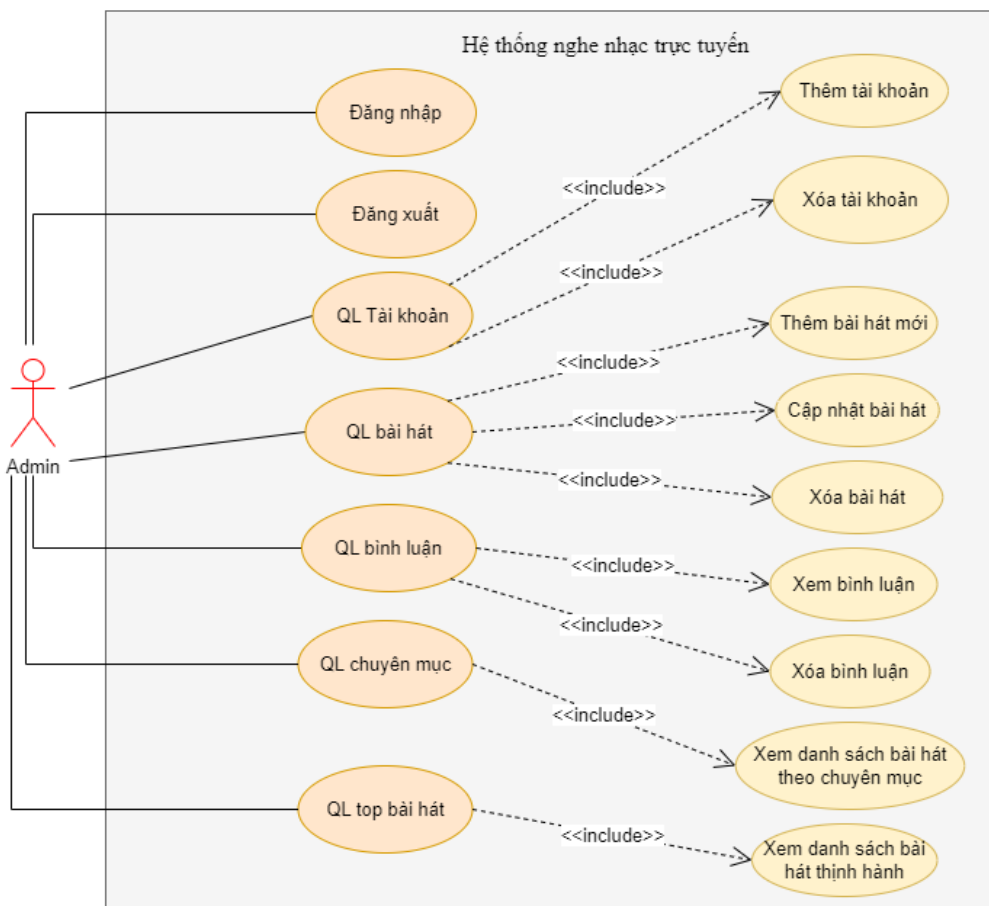 Hệ thống nghe nhạc trực tuyến
Đăng nhập
Thêm tài khoản
<<include>>
Đăng xuất
Xóa tài khoản
<<include>>
QL Tài khoản
Thêm bài hát mới
<<include>>
Admin
QL bài hát
<<include>>
Cập nhật bài hát
<<include>>
Xóa bài hát
QL bình luận
<<include>>
Xem bình luận
<<include>>
Xóa bình luận
QL chuyên mục
<<include>>
Xem danh sách bài hát
theo chuyên mục
QL top bài hát
<<include>>
Xem danh sách bài
hát thịnh hành